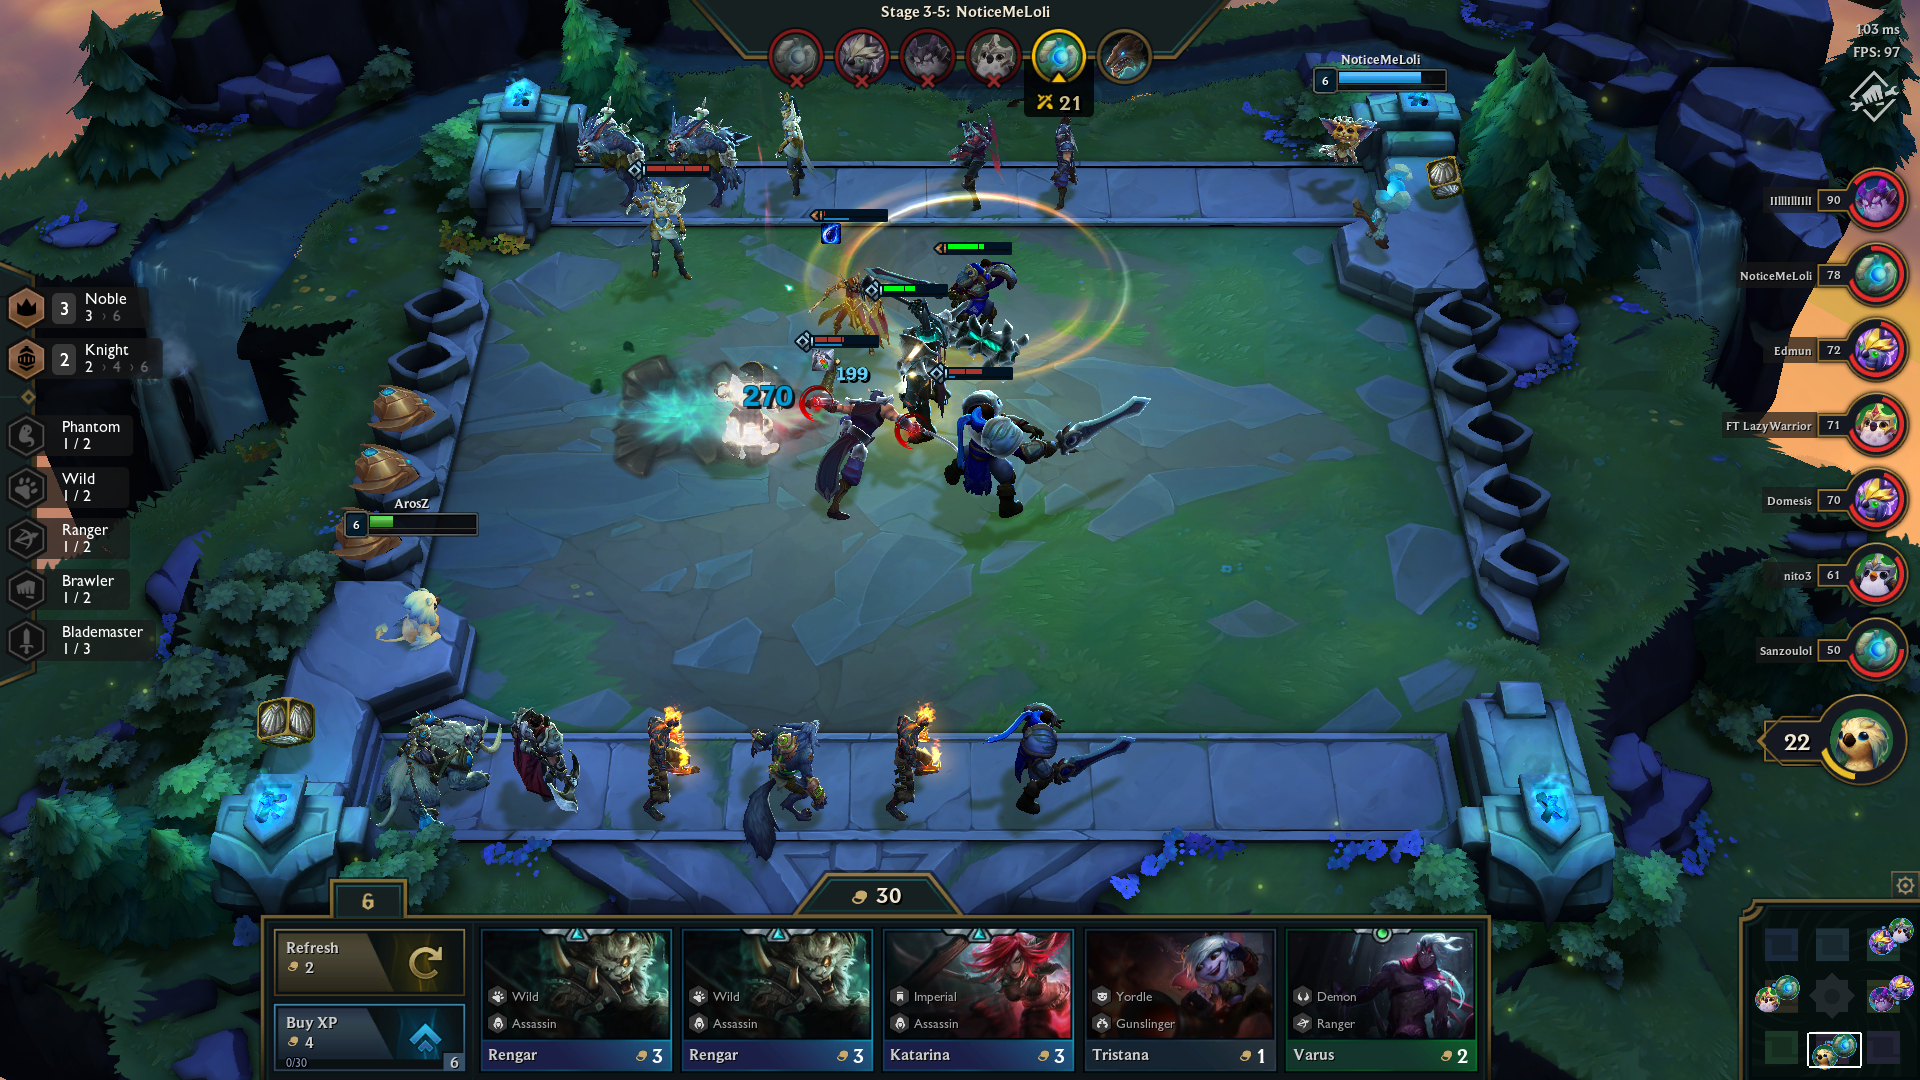 Stage 3-5: NoticeMeLoli
21
103 ms
FPS: 97
NoticeMeLoli
6
90
NoticeMeLoli
78
Edmun
72
FT LazyWarrior
71
Domesis
70
nito3
61
Sanzoulol
50
22
3
Noble
3 › 6
2
Knight
2 › 4 › 6
Phantom
1 / 2
Wild
1 / 2
Ranger
1 / 2
Brawler
1 / 2
Blademaster
1 / 3
270
199
ArosZ
6
6
30
Refresh
2
Buy XP
4
0/30
6
Wild
Assassin
Rengar
3
Wild
Assassin
Rengar
3
Imperial
Assassin
Katarina
3
Yordle
Gunslinger
Tristana
1
Demon
Ranger
Varus
2